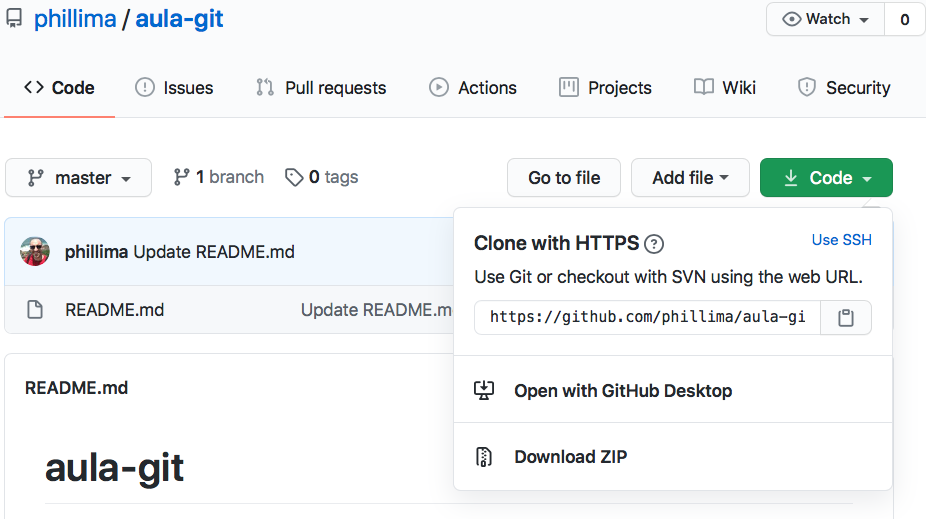 phillima / aula-git
Watch 0
Code Issues Pull requests Actions Projects Wiki Security
master 1 branch 0 tags Go to file Add file Code
Clone with HTTPS ? Use SSH
phillima Update README.md
Use Git or checkout with SVN using the web URL.
README.md Update README.m
https://github.com/phillima/aula-gi
README.md
Open with GitHub Desktop
Download ZIP
aula-git